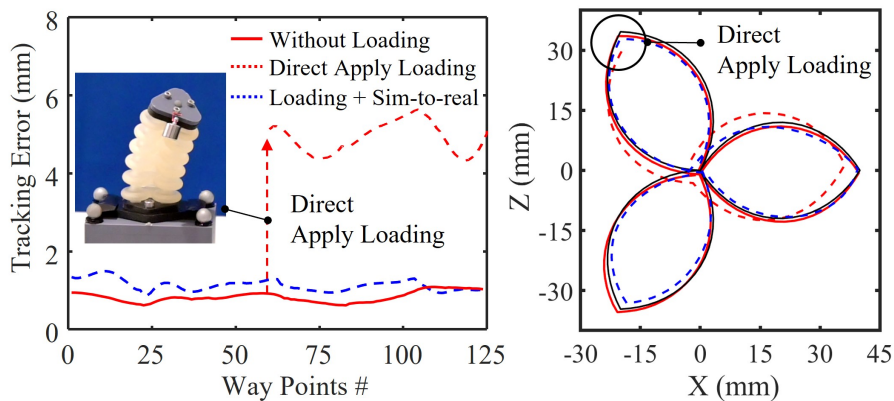 8
6
4
2
0
Tracking Error (mm)
Without Loading
Direct Apply Loading
Loading + Sim-to-real
Direct
Apply Loading
0
25
50
75
100
125
Way Points #
30
15
0
-15
-30
Z (mm)
Direct
Apply Loading
-30
-15
0
15
30
45
X (mm)